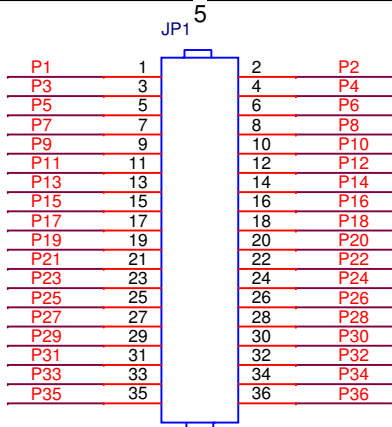 5
JP1
P1 1 2 P2
P3 3 4 P4
P5 5 6 P6
P7 7 8 P8
P9 9 10 P10
P11 11 12 P12
P13 13 14 P14
P15 15 16 P16
P17 17 18 P18
P19 19 20 P20
P21 21 22 P22
P23 23 24 P24
P25 25 26 P26
P27 27 28 P28
P29 29 30 P30
P31 31 32 P32
P33 33 34 P34
P35 35 36 P36